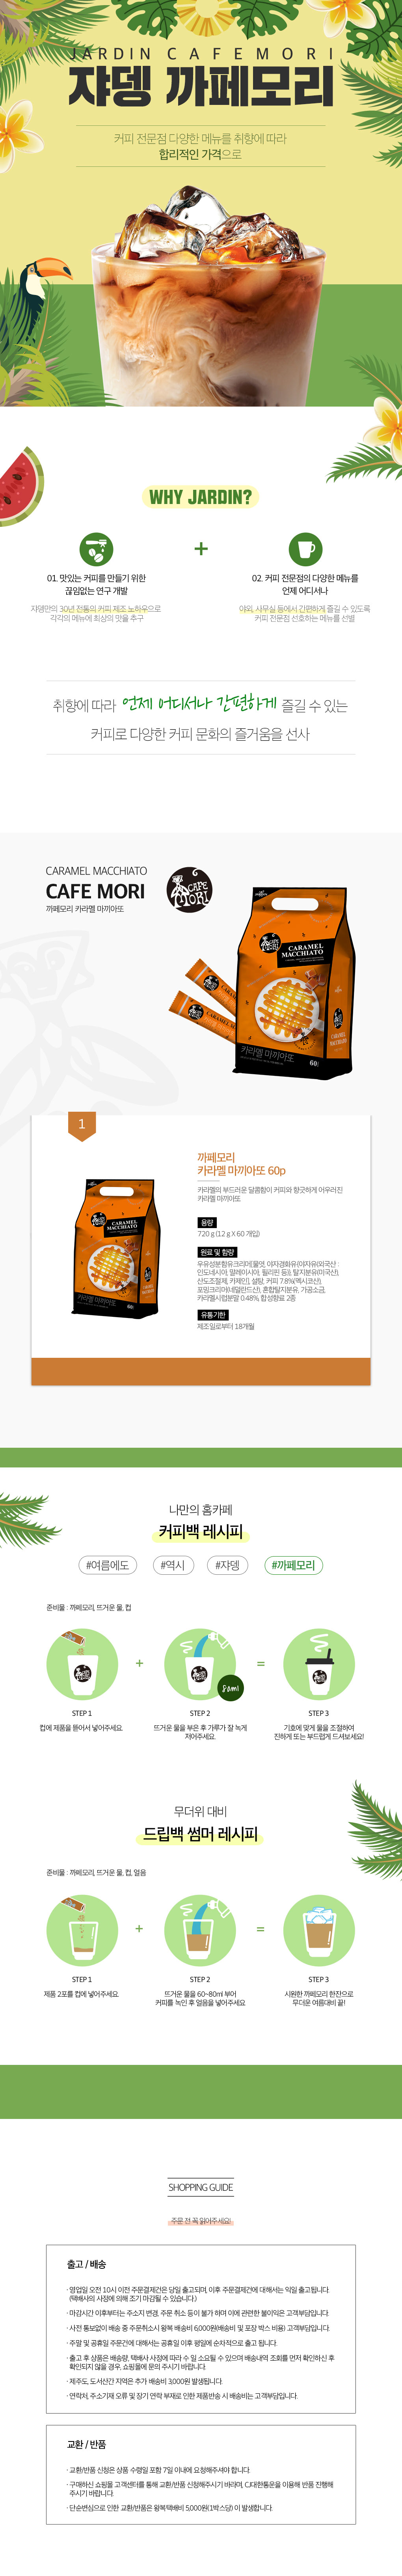 JARDIN CAFEMORI
쟈뎅 까페모리
커피 전문점 다양한 메뉴를 취향에 따라
합리적인 가격으로
WHY JARDIN?
01. 맛있는 커피를 만들기 위한
끊임없는 연구 개발
쟈뎅만의 30년 전통의 커피 제조 노하우으로
각각의 메뉴에 최상의 맛을 추구
+
02. 커피 전문점의 다양한 메뉴를
언제 어디서나
야외, 사무실 등에서 간편하게 즐길 수 있도록
커피 전문점 선호하는 메뉴를 선별
취향에 따라 언제 어디서나 간편하게 즐길 수 있는
커피로 다양한 커피 문화의 즐거움을 선사
CARAMEL MACCHIATO
CAFE MORI
까페모리 카라멜 마끼아또
CAFE MORI
CARAMEL
MACCHIATO
카라멜 마끼아또
60
1
까페모리
카라멜 마끼아또 60p
카라멜의 부드러운 달콤함이 커피와 향긋하게 어우러진
카라멜 마끼아또
용량
720 g (12 g X 60 개입)
원료 및 함량
우유성분함유크리머[물엿, 야자경화유(야자유(외국산 :
인도네시아, 말레이시아, 필리핀 등)), 탈지분유(미국산),
산도조절제, 카제인], 설탕, 커피 7.8%(멕시코산),
포밍크리머(네덜란드산), 혼합탈지분유, 가공소금,
카라멜시럽분말 0.48%, 합성향료 2종
유통기한
제조일로부터 18개월
CARAMEL
MACCHIATO
카라멜 마끼아또
60
나만의 홈카페
커피백 레시피
#여름에도 #역시 #쟈뎅 #까페모리
준비물 : 까페모리, 뜨거운 물, 컵
+
80ml
=
STEP 1
컵에 제품을 뜯어서 넣어주세요.
STEP 2
뜨거운 물을 부은 후 가루가 잘 녹게
저어주세요.
STEP 3
기호에 맞게 물을 조절하여
진하게 또는 부드럽게 드셔보세요!
무더위 대비
드립백 썸머 레시피
준비물 : 까페모리, 뜨거운 물, 컵, 얼음
+
=
STEP 1
제품 2포를 컵에 넣어주세요.
STEP 2
뜨거운 물을 60~80ml 부어
커피를 녹인 후 얼음을 넣어주세요
STEP 3
시원한 까페모리 한잔으로
무더운 여름대비 끝!
SHOPPING GUIDE
주문 전 꼭 읽어주세요!
출고 / 배송
· 영업일 오전 10시 이전 주문결제건은 당일 출고되며, 이후 주문결제건에 대해서는 익일 출고됩니다.
(택배사의 사정에 의해 조기 마감될 수 있습니다.)
· 마감시간 이후부터는 주소지 변경, 주문 취소 등이 불가 하며 이에 관련한 불이익은 고객부담입니다.
· 사전 통보없이 배송 중 주문취소시 왕복 배송비 6,000원(배송비 및 포장 박스 비용) 고객부담입니다.
· 주말 및 공휴일 주문건에 대해서는 공휴일 이후 평일에 순차적으로 출고 됩니다.
· 출고 후 상품은 배송량, 택배사 사정에 따라 수 일 소요될 수 있으며 배송내역 조회를 먼저 확인하신 후
확인되지 않을 경우, 쇼핑몰에 문의 주시기 바랍니다.
· 제주도, 도서산간 지역은 추가 배송비 3,000원 발생됩니다.
· 연락처, 주소기재 오류 및 장기 연락 부재로 인한 제품반송 시 배송비는 고객부담입니다.
교환 / 반품
· 교환/반품 신청은 상품 수령일 포함 7일 이내에 요청해주셔야 합니다.
· 구매하신 쇼핑몰 고객센터를 통해 교환/반품 신청해주시기 바라며, CJ대한통운을 이용해 반품 진행해
주시기 바랍니다.
· 단순변심으로 인한 교환/반품은 왕복택배비 5,000원(1박스당) 이 발생합니다.